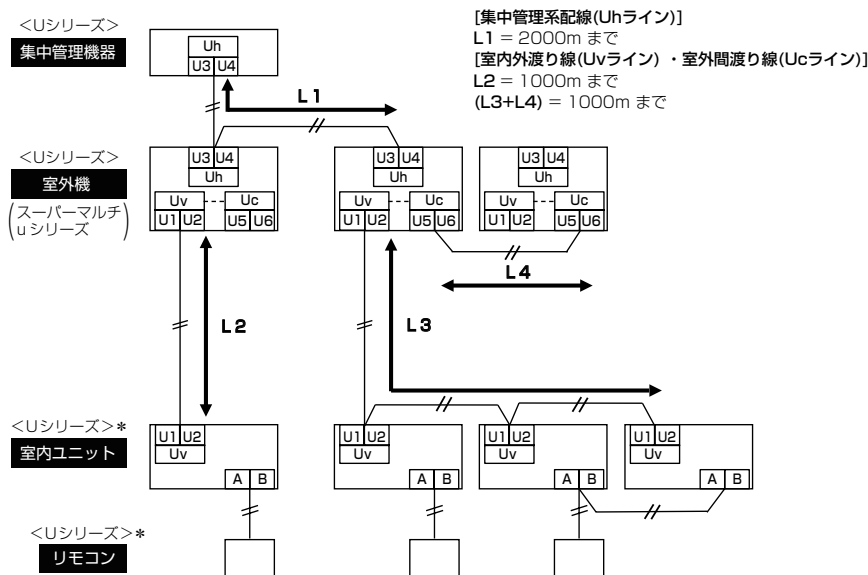 <Uシリーズ>
集中管理機器
Uh
U3 U4
L1
[集中管理系配線(Uhライン)]
L1 = 2000m まで
[室内外渡り線(Uvライン) ・室外間渡り線(Ucライン)]
L2 = 1000m まで
(L3+L4) = 1000m まで
<Uシリーズ>
室外機
(スーパーマルチ
u シリーズ)
U3 U4
Uh
Uv Uc
U1 U2 U5 U6
U3 U4
Uh
Uv Uc
U1 U2 U5 U6
U3 U4
Uh
Uv Uc
U1 U2 U5 U6
L4
L2
L3
<Uシリーズ>*
室内ユニット
U1 U2
Uv
A B
U1 U2
Uv
A B
U1 U2
Uv
A B
U1 U2
Uv
A B
<Uシリーズ>*
リモコン